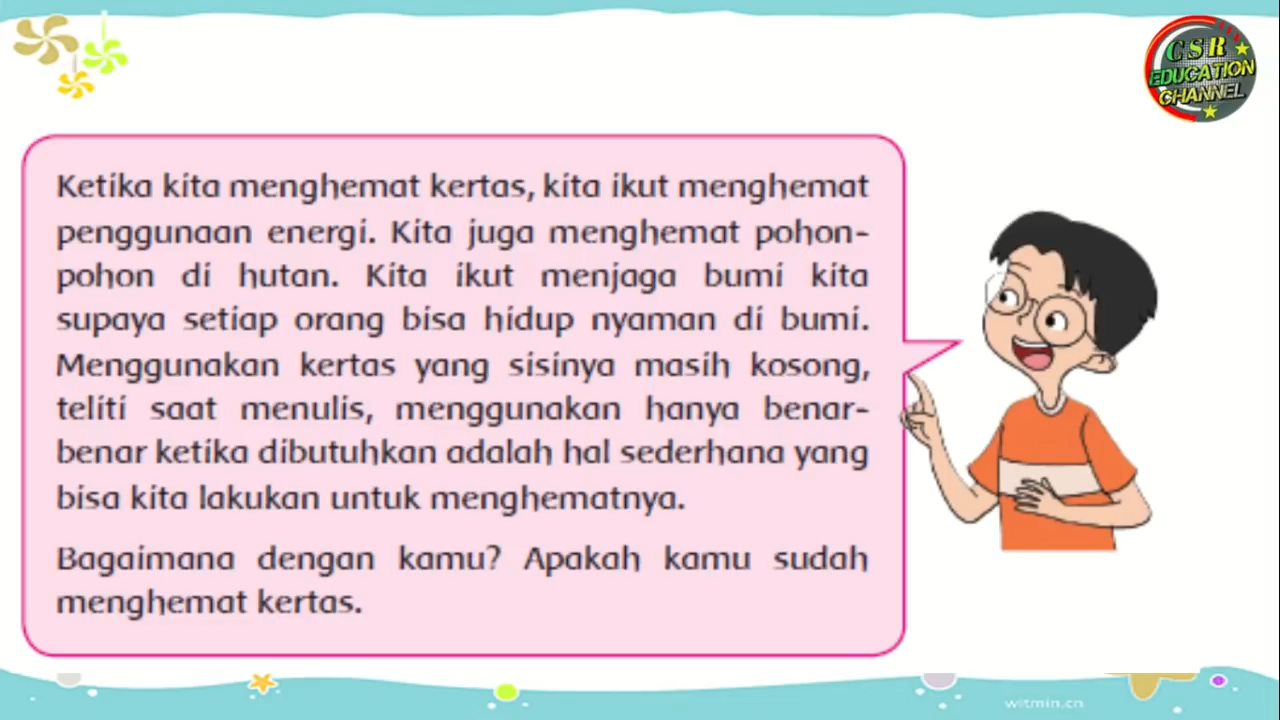 CSR
EDUCATION
CHANNEL
Ketika kita menghemat kertas, kita ikut menghemat
penggunaan energi. Kita juga menghemat pohon-
pohon di hutan. Kita ikut menjaga bumi kita
supaya setiap orang bisa hidup nyaman di bumi.
Menggunakan kertas yang sisinya masih kosong,
teliti saat menulis, menggunakan hanya benar-
benar ketika dibutuhkan adalah hal sederhana yang
bisa kita lakukan untuk menghematnya.
Bagaimana dengan kamu? Apakah kamu sudah
menghemat kertas.
witmin.cn